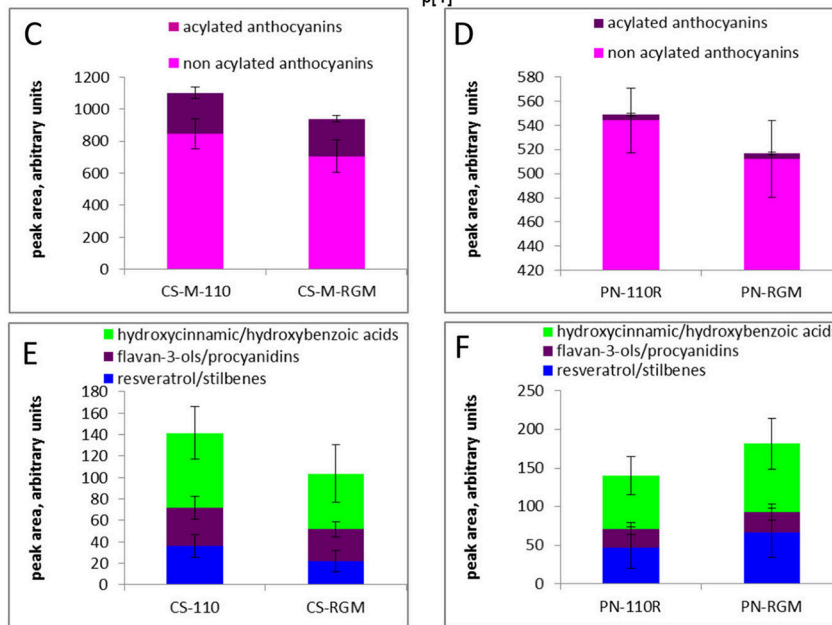 p[1]
C
acylated anthocyanins
non acylated anthocyanins
peak area, arbitrary units
1200
1000
800
600
400
200
0
CS-M-110
CS-M-RGM
D
acylated anthocyanins
non acylated anthocyanins
peak area, arbitrary units
580
560
540
520
500
480
460
440
420
PN-110R
PN-RGM
E
hydroxycinnamic/hydroxybenzoic acids
flavan-3-ols/procyanidins
resveratrol/stilbenes
peak area, arbitrary units
180
160
140
120
100
80
60
40
20
0
CS-110
CS-RGM
F
hydroxycinnamic/hydroxybenzoic acids
flavan-3-ols/procyanidins
resveratrol/stilbenes
peak area, arbitrary units
250
200
150
100
50
0
PN-110R
PN-RGM